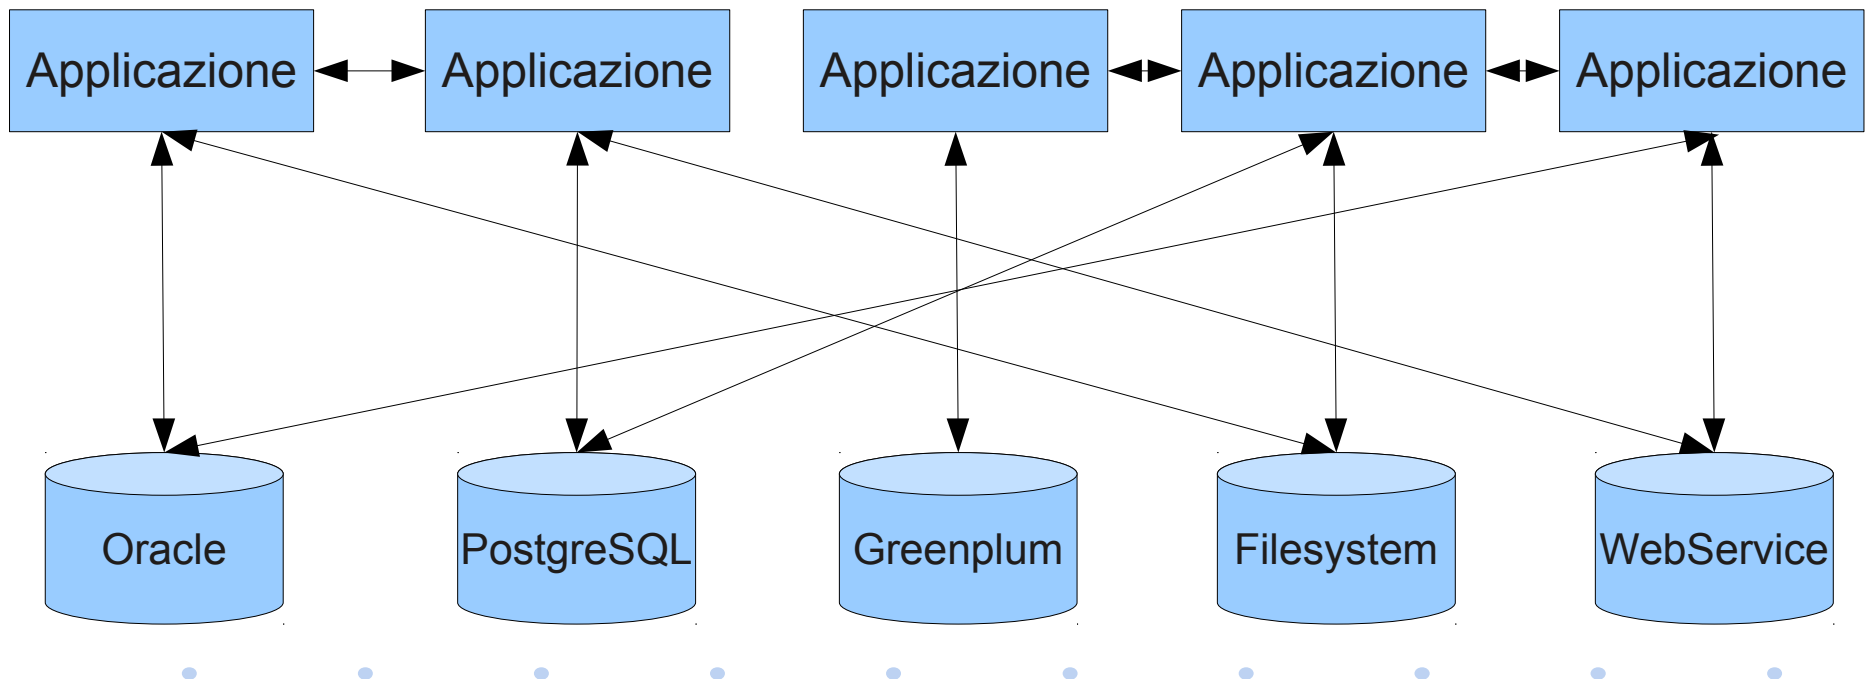 Applicazione
Applicazione
Applicazione
Applicazione
Applicazione
Oracle
PostgreSQL
Greenplum
Filesystem
WebService